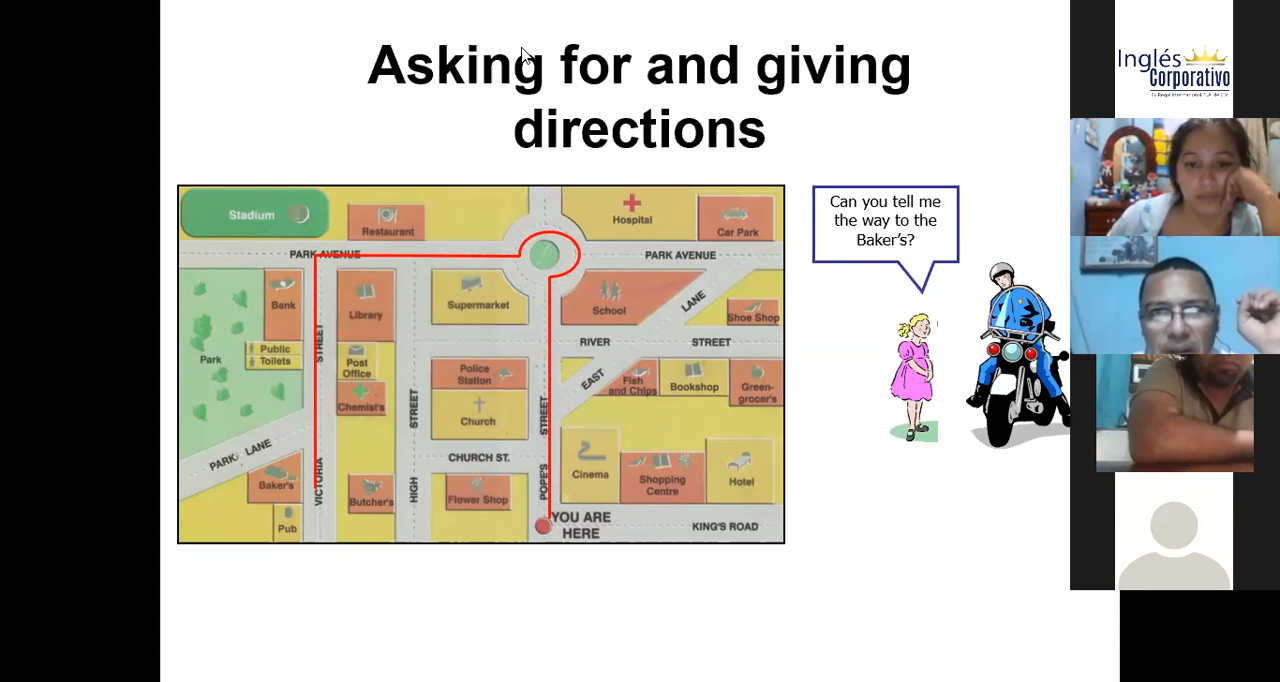 Asking for and giving
directions
Stadium
Restaurant
Hospital
Car Park
PARK AVENUE
PARK AVENUE
Bank
Library
Supermarket
School
LANE
Shoe Shop
Public
Toilets
STREET
Park
Post
Office
RIVER
STREET
Police
Station
EAST
Fish
and Chips
Bookshop
Green-
grocer's
Chemist's
STREET
Church
STREET
PARK LANE
CHURCH ST.
Cinema
Shopping
Centre
Hotel
Baker's
VICTORIA
Butcher's
HIGH
Flower Shop
POPE'S
Pub
YOU ARE
HERE
KING'S ROAD
Can you tell me
the way to the
Baker's?
Inglés
Corporativo